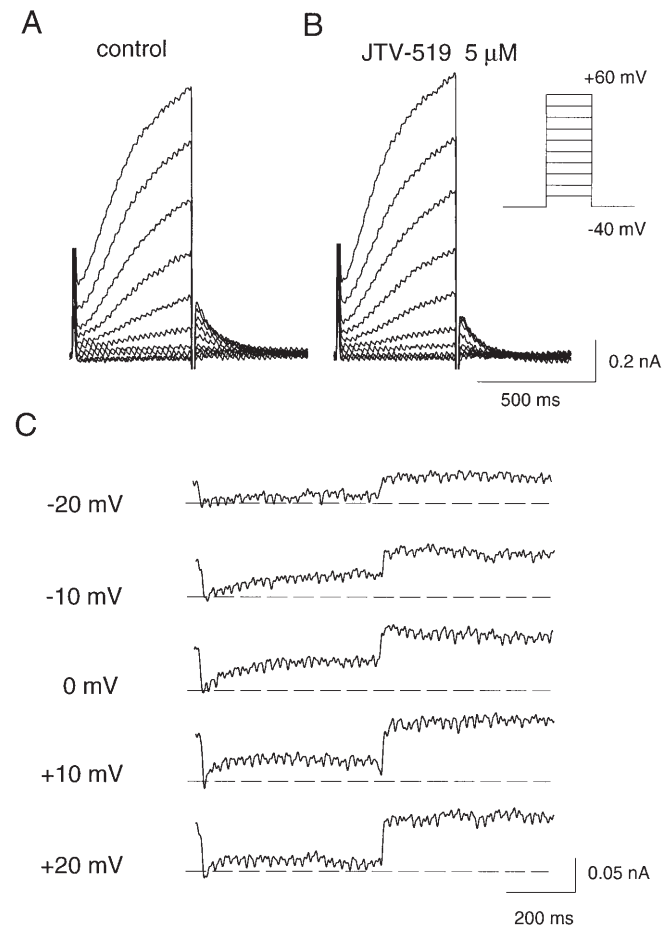 A
control
B
JTV-519 5 μM
+60 mV
-40 mV
0.2 nA
500 ms
C
-20 mV
-10 mV
0 mV
+10 mV
+20 mV
0.05 nA
200 ms